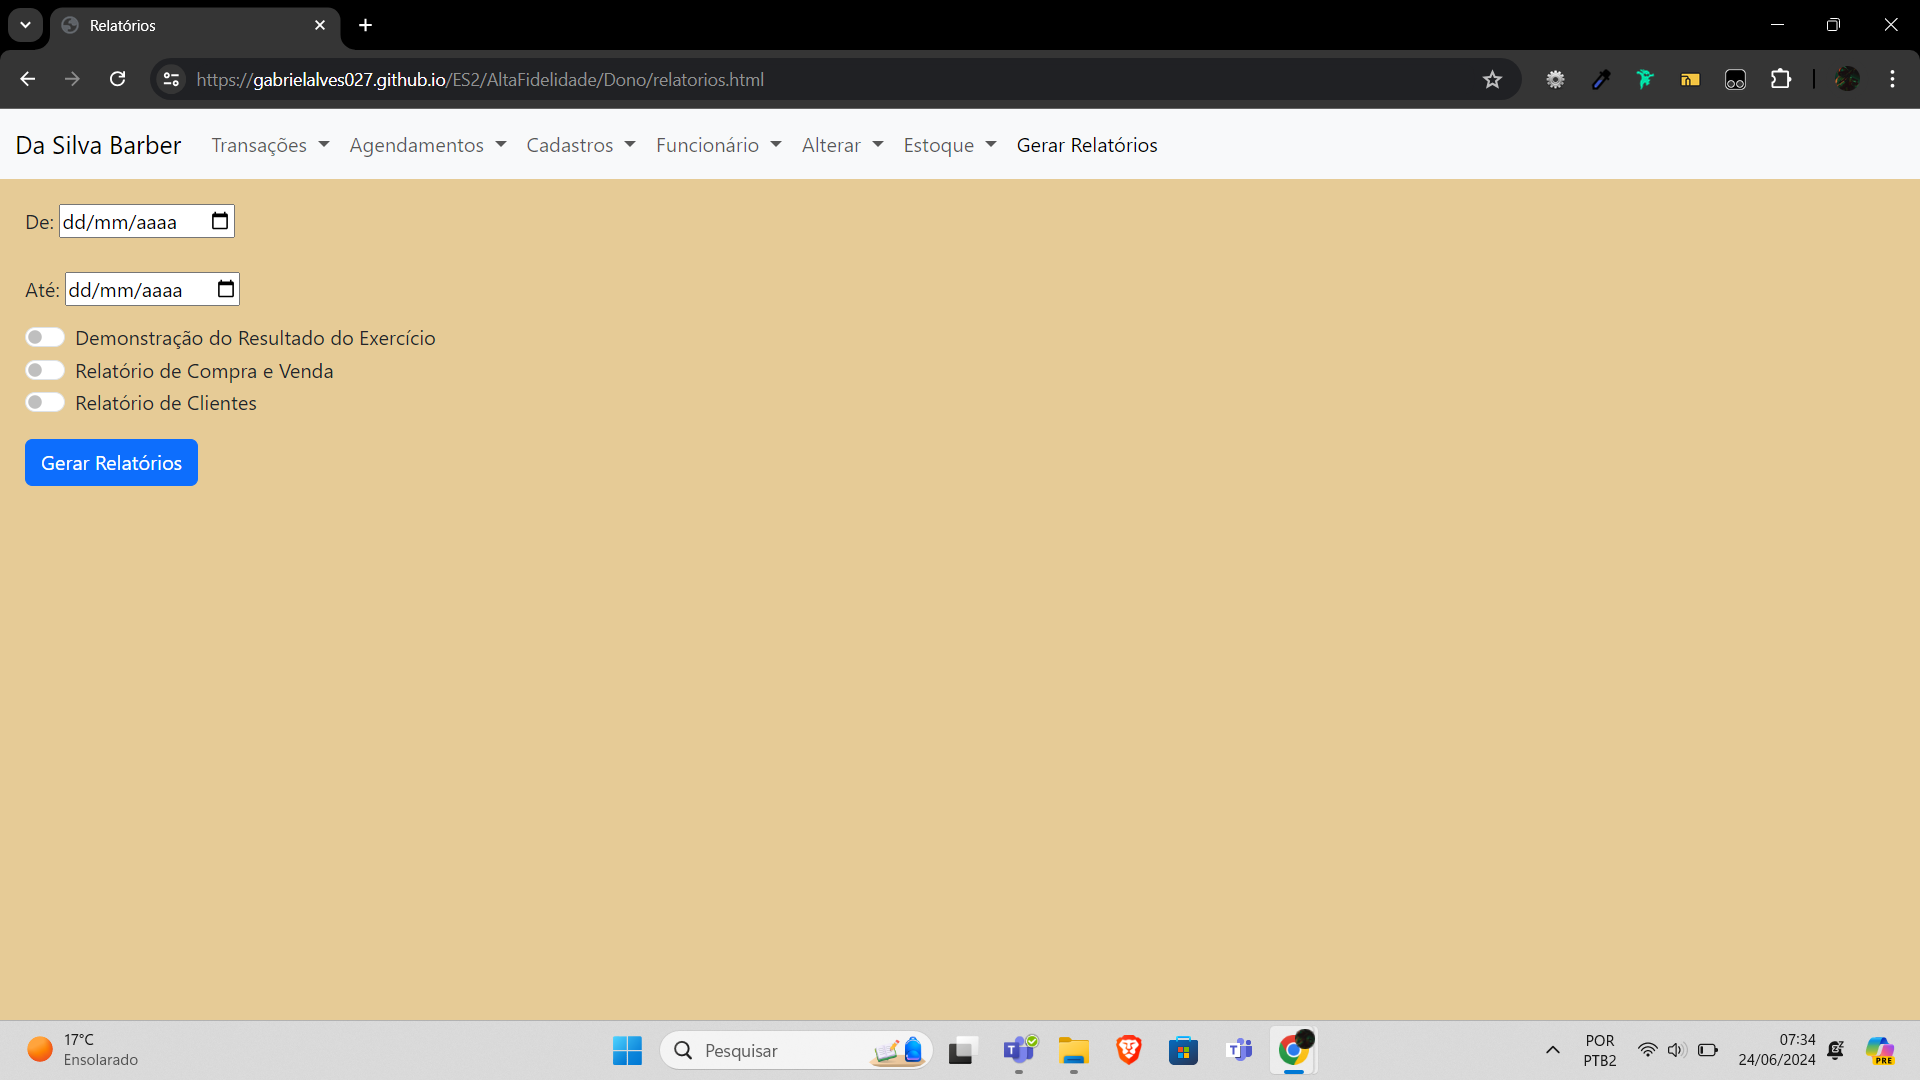 Relatórios
https://gabrielalves027.github.io/ES2/AltaFidelidade/Dono/relatorios.html
Da Silva Barber Transações Agendamentos Cadastros Funcionário Alterar Estoque Gerar Relatórios
De: dd/mm/aaaa
Até: dd/mm/aaaa
Demonstração do Resultado do Exercício
Relatório de Compra e Venda
Relatório de Clientes
Gerar Relatórios
17°C
Ensolarado
Pesquisar
POR
PTB2
07:34
24/06/2024
PRE